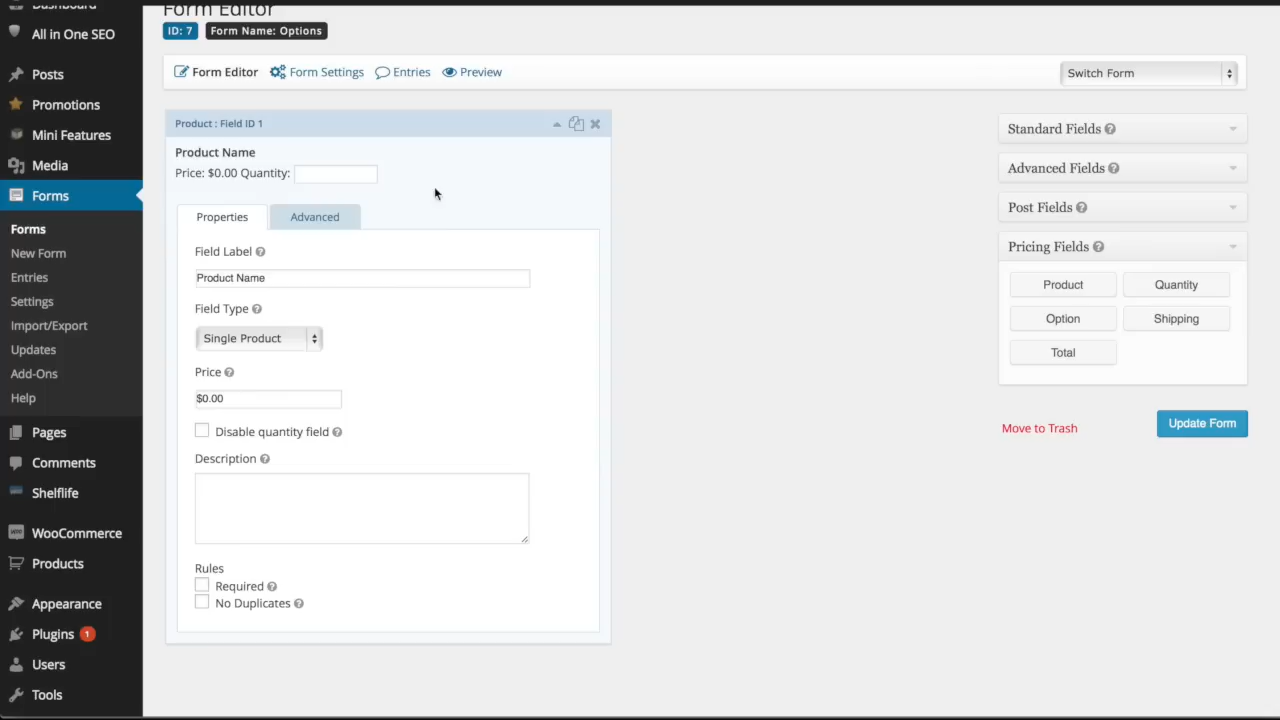 Dashboard
All in One SEO
Posts
Promotions
Mini Features
Media
Forms
Forms
New Form
Entries
Settings
Import/Export
Updates
Add-Ons
Help
Pages
Comments
Shelflife
WooCommerce
Products
Appearance
Plugins 1
Users
Tools
Form Editor
ID: 7 Form Name: Options
Form Editor Form Settings Entries Preview
Switch Form
Product : Field ID 1
Product Name
Price: $0.00 Quantity:
Properties Advanced
Field Label ?
Product Name
Field Type ?
Single Product
Price ?
$0.00
Disable quantity field ?
Description ?
Rules
Required ?
No Duplicates ?
Standard Fields ?
Advanced Fields ?
Post Fields ?
Pricing Fields ?
Product Quantity
Option Shipping
Total
Move to Trash Update Form